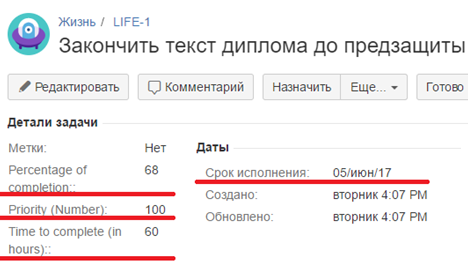 Жизнь / LIFE-1
Закончить текст диплома до предзащиты
Редактировать Комментарий Назначить Еще... Готово
Детали задачи
Метки: Нет
Percentage of completion:: 68
Priority (Number): 100
Time to complete (in hours):: 60
Даты
Срок исполнения: 05/июн/17
Создано: вторник 4:07 PM
Обновлено: вторник 4:07 PM